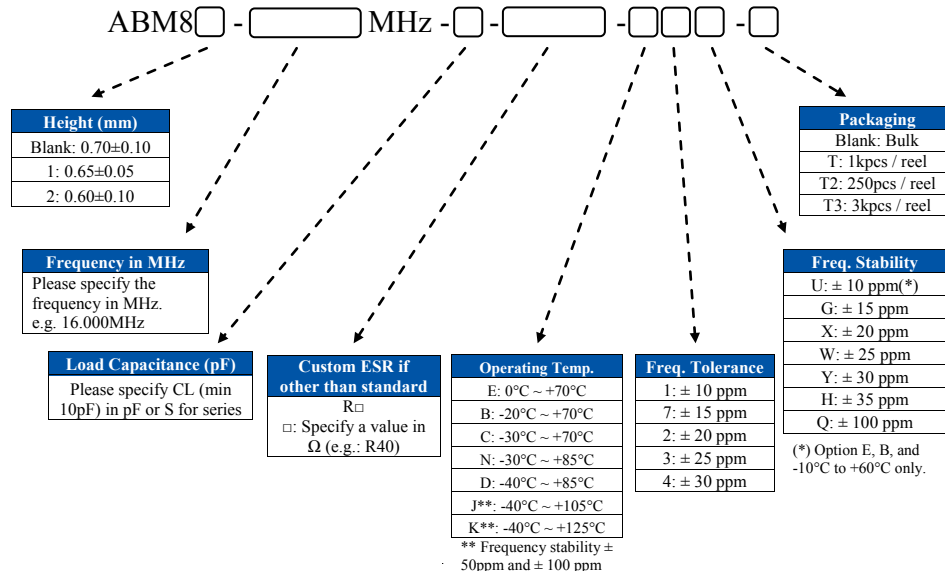 ABM8□ - □ MHz - □ - □ - □□□ - □
Height (mm)
Blank: 0.70±0.10
1: 0.65±0.05
2: 0.60±0.10
Packaging
Blank: Bulk
T: 1kpcs / reel
T2: 250pcs / reel
T3: 3kpcs / reel
Frequency in MHz
Please specify the
frequency in MHz.
e.g. 16.000MHz
Load Capacitance (pF)
Please specify CL (min
10pF) in pF or S for series
Custom ESR if
other than standard
R□
□: Specify a value in
Ω (e.g.: R40)
Operating Temp.
E: 0°C ~ +70°C
B: -20°C ~ +70°C
C: -30°C ~ +70°C
N: -30°C ~ +85°C
D: -40°C ~ +85°C
J**: -40°C ~ +105°C
K**: -40°C ~ +125°C
** Frequency stability ±
50ppm and ± 100 ppm
Freq. Tolerance
1: ± 10 ppm
7: ± 15 ppm
2: ± 20 ppm
3: ± 25 ppm
4: ± 30 ppm
Freq. Stability
U: ± 10 ppm(*)
G: ± 15 ppm
X: ± 20 ppm
W: ± 25 ppm
Y: ± 30 ppm
H: ± 35 ppm
Q: ± 100 ppm
(*) Option E, B, and
-10°C to +60°C only.